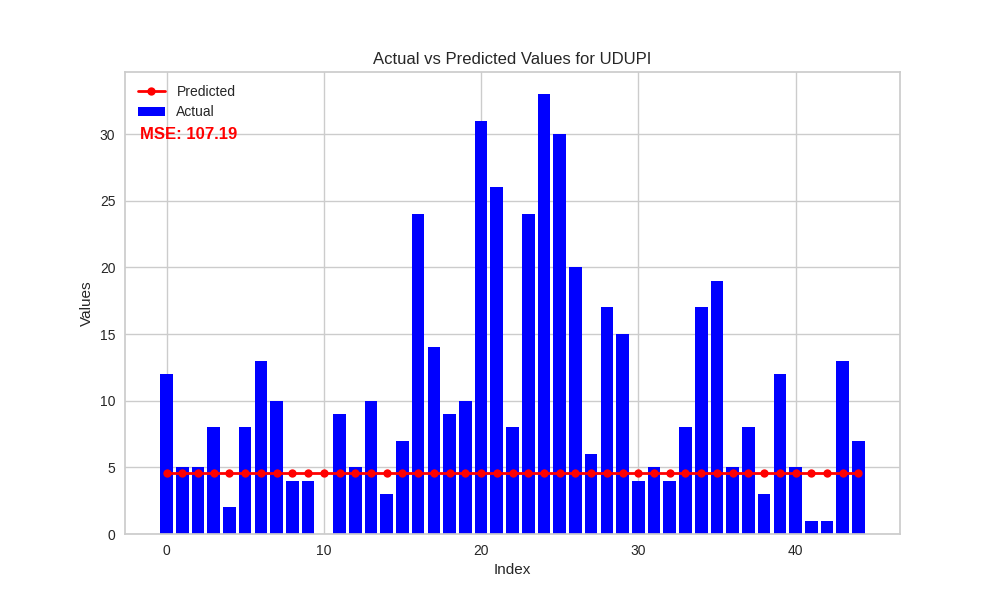 Actual vs Predicted Values for UDUPI
Predicted
Actual
MSE: 107.19
30
25
20
15
10
5
0
Values
0 10 20 30 40
Index